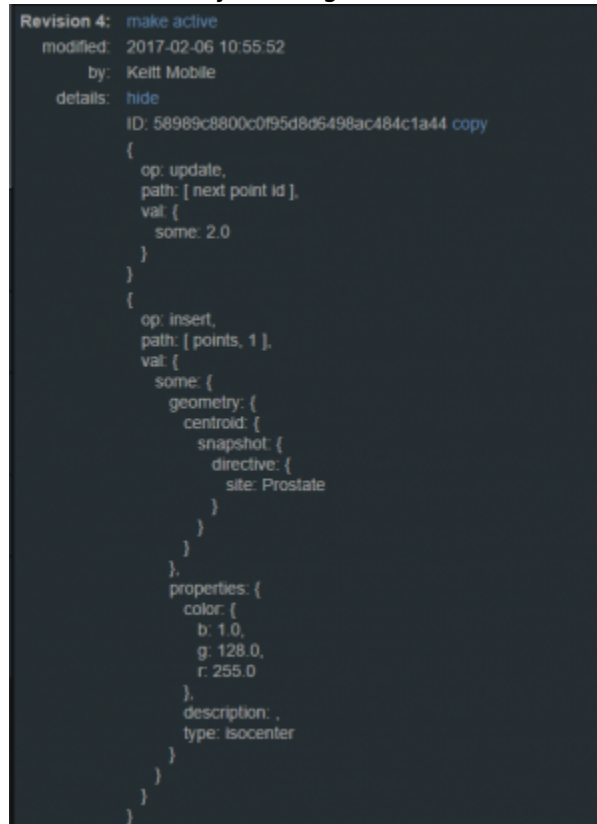 Revision 4: make active
modified: 2017-02-06 10:55:52
by: Keitt Mobile
details: hide
ID: 58989c8800c0f95d8d6498ac484c1a44 copy
{
op: update,
path: [ next point id ],
val: {
some: 2.0
}
}
{
op: insert,
path: [ points, 1 ],
val: {
some: {
geometry: {
centroid: {
snapshot: {
directive: {
site: Prostate
}
}
}
},
properties: {
color: {
b: 1.0,
g: 128.0,
r: 255.0
},
description: ,
type: isocenter
}
}
}
}